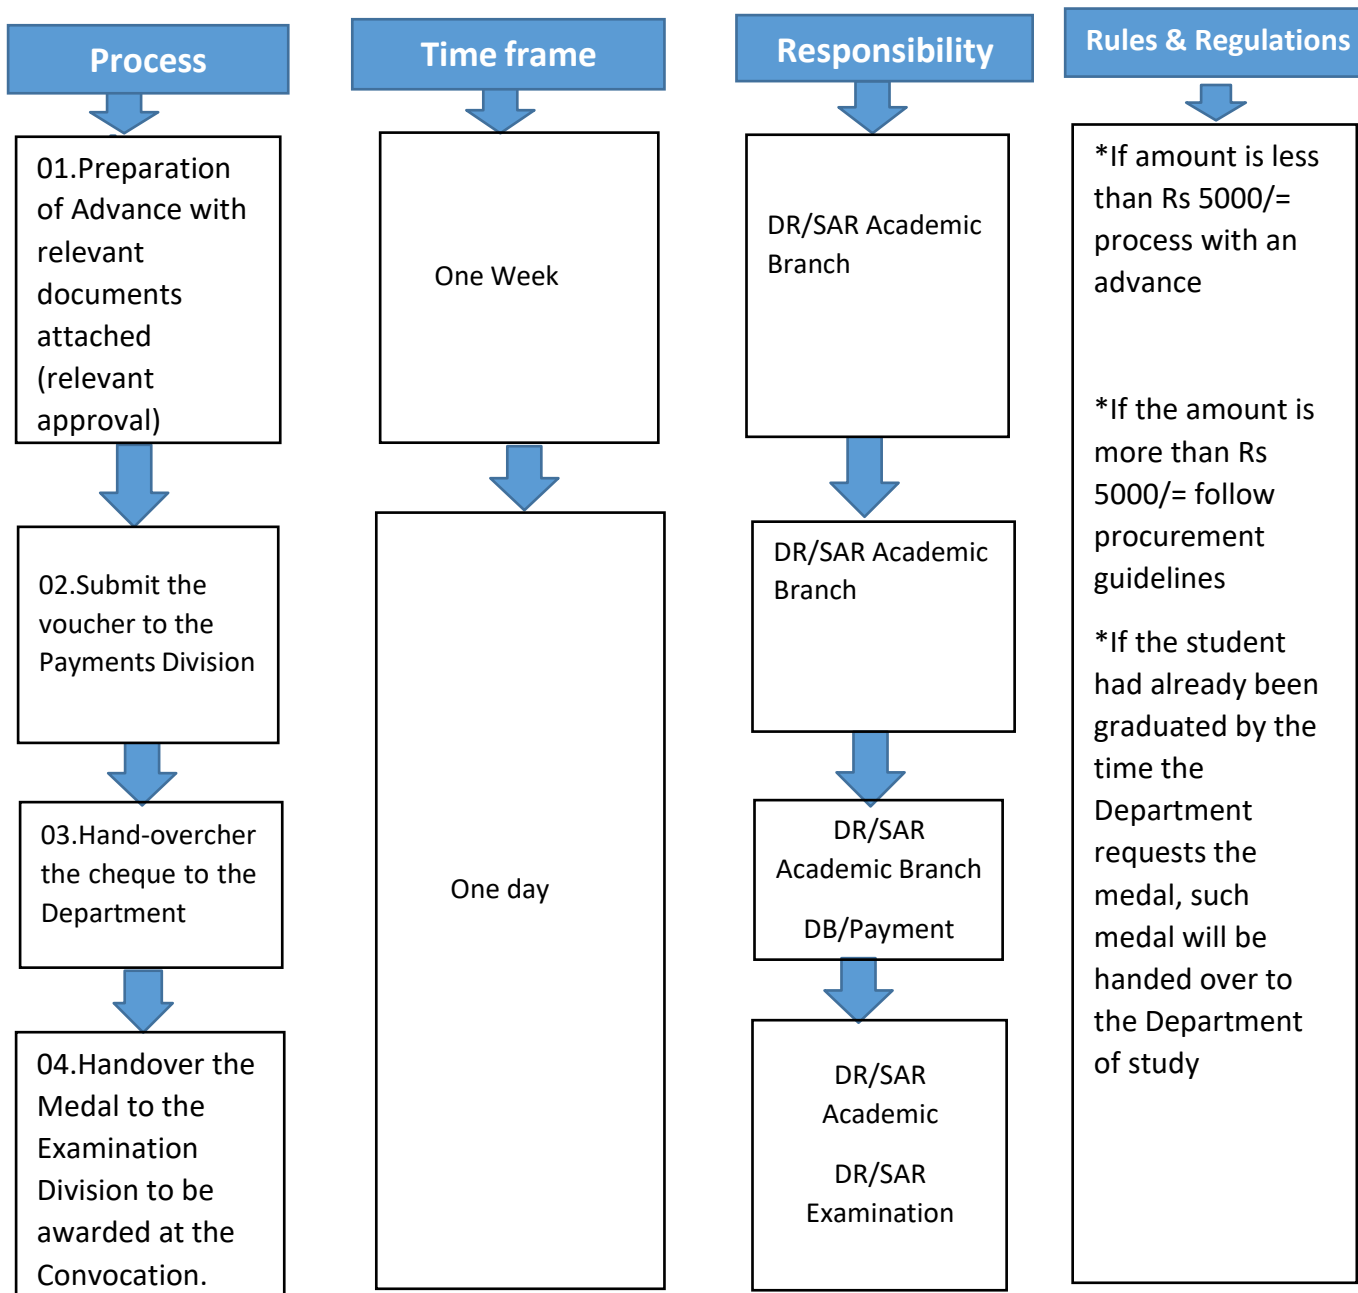 Process
Time frame
Responsibility
Rules & Regulations
01.Preparation
of Advance with
relevant
documents
attached
(relevant
approval)
One Week
DR/SAR Academic
Branch
*If amount is less
than Rs 5000/=
process with an
advance
*If the amount is
more than Rs
5000/= follow
procurement
guidelines
*If the student
had already been
graduated by the
time the
Department
requests the
medal, such
medal will be
handed over to
the Department
of study
02.Submit the
voucher to the
Payments Division
One day
DR/SAR Academic
Branch
03.Hand-overcher
the cheque to the
Department
DR/SAR
Academic Branch
DB/Payment
04.Handover the
Medal to the
Examination
Division to be
awarded at the
Convocation.
DR/SAR
Academic
DR/SAR
Examination